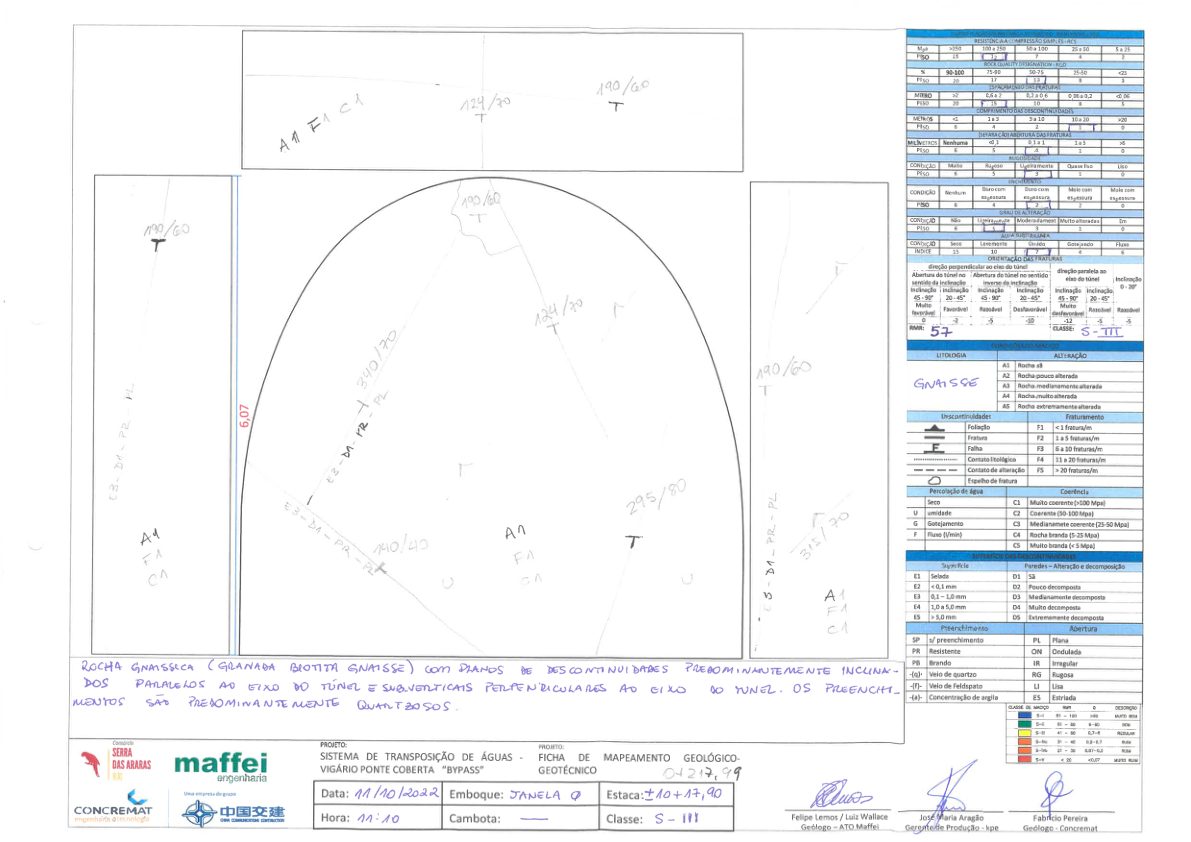 190/60
124/70
A1 F1 C1
190/60
190/60
124/70
340/70
E3-D1-PR-PL
E3-D1-PR-PL
190/60
6,07
E3-D1-PR-PL
295/80
E3-D1-PR-PL
315/70
140/40
A1
F1
C1
A1
F1
C1
U
U
A1
F1
C1
ROCHA GNAISSICA (GRANADA BIOTITA GNAISSE) COM PLANOS DE DESCONTINUIDADES PREDOMINANTEMENTE INCLINA-
DOS PARALELOS AO EIXO DO TÚNEL E SUBVERTICAIS PERPENDICULARES AO EIXO DO TUNEL. OS PREENCHI-
MENTOS SÃO PREDOMINANTEMENTE QUARTZOSOS.
RESISTÊNCIA A COMPRESSÃO SIMPLES - RCS
Mpa >250 100 a 250 50 a 100 25 a 50 5 a 25
PESO 15 12 7 4 2
ROCK QUALITY DESIGNATION - RQD
% 90-100 75-90 50-75 25-50 <25
PESO 20 17 13 8 3
ESPAÇAMENTO DAS FRATURAS
METRO >2 0,6 a 2 0,2 a 0,6 0,06 a 0,2 <0,06
PESO 20 15 10 8 5
COMPRIMENTO DAS DESCONTINUIDADES
METROS <1 1 a 3 3 a 10 10 a 20 >20
PESO 6 4 2 1 0
SEPARAÇÃO/ABERTURA DAS FRATURAS
MILÍMETROS Nenhuma <0,1 0,1 a 1 1 a 5 >5
PESO 6 5 4 1 0
RUGOSIDADE
CONDIÇÃO Muito Rugoso Ligeiramente Quase liso Liso
PESO 6 5 3 1 0
PREENCHIMENTO
CONDIÇÃO Nenhum Duro com espessura Duro com espessura Mole com espessura Mole com espessura
PESO 6 4 2 2 0
GRAU DE ALTERAÇÃO
CONDIÇÃO Não Ligeiramente Moderadament Muito alteradas Em
PESO 6 5 3 1 0
ÁGUA SUBTERRÂNEA
CONDIÇÃO Seco Levemente Úmido Gotejando Fluxo
INDICE 15 10 7 4 0
ORIENTAÇÃO DAS FRATURAS
direção perpendicular ao eixo do túnel
direção paralela ao eixo do túnel
Inclinação 0 - 20°
Abertura do túnel no sentido da inclinação
Abertura do túnel no sentido inverso da inclinação
Inclinação 45 - 90° Inclinação 20 - 45° Inclinação 45 - 90° Inclinação 20 - 45° Inclinação 45 - 90° Inclinação 20 - 45°
Muito favorável Favorável Razoável Desfavorável Muito desfavorável Razoável Razoável
0 -2 -5 -10 -12 -5 -5
RMR: 57 CLASSE: S-III
LITOLOGIA ALTERAÇÃO
GNAISSE
A1 Rocha sã
A2 Rocha pouco alterada
A3 Rocha medianamente alterada
A4 Rocha muito alterada
A5 Rocha extremamente alterada
Descontinuidades Fraturamento
Foliação F1 < 1 fratura/m
Fratura F2 1 a 5 fraturas/m
F Falha F3 6 a 10 fraturas/m
Contato litológico F4 11 a 20 fraturas/m
Contato de alteração F5 > 20 fraturas/m
Espelho de fratura
Percolação de água Coerência
Seco C1 Muito coerente (>100 Mpa)
U umidade C2 Coerente (50-100 Mpa)
G Gotejamento C3 Medianamete coerente (25-50 Mpa)
F Fluxo (l/min) C4 Rocha branda (5-25 Mpa)
C5 Muito branda (< 5 Mpa)
SUPERFÍCIE DAS DESCONTINUIDADES
Superfície Paredes – Alteração e decomposição
E1 Selada D1 Sã
E2 < 0,1 mm D2 Pouco decomposta
E3 0,1 – 1,0 mm D3 Medianamente decomposta
E4 1,0 a 5,0 mm D4 Muito decomposta
E5 > 5,0 mm D5 Extremamente decomposta
Preenchimento Abertura
SP s/ preenchimento PL Plana
PR Resistente ON Ondulada
PB Brando IR Irregular
-(q)- Veio de quartzo RG Rugosa
-(f)- Veio de Feldspato LI Lisa
-(a)- Concentração de argila ES Estriada
CLASSE DE MACIÇO RMR Q DESCRIÇÃO
Consórcio
SERRA
DAS ARARAS
maffei
engenharia
CONCREMAT
engenharia e tecnologia
Uma empresa do grupo
中国交建
CHINA COMMUNICATIONS CONSTRUCTION
PROJETO:
SISTEMA DE TRANSPOSIÇÃO DE ÁGUAS -
VIGÁRIO PONTE COBERTA "BYPASS"
PROJETO:
FICHA DE MAPEAMENTO GEOLÓGICO-
GEOTÉCNICO
0+217,99
Data: 11/10/2022 Emboque: JANELA Q Estaca: ±10+17,90
Hora: 11:10 Cambota: — Classe: S-III
Felipe Lemos / Luiz Wallace
Geólogo – ATO Maffei
José Maria Aragão
Gerente de Produção - kpe
Fabrício Pereira
Geólogo - Concremat